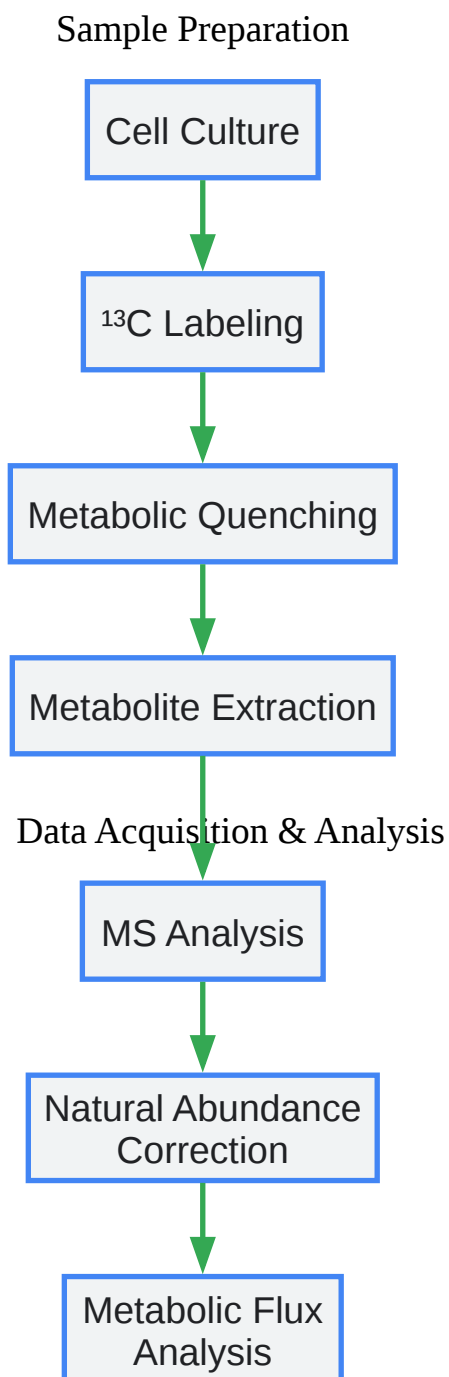 Sample Preparation
Cell Culture
¹³C Labeling
Metabolic Quenching
Metabolite Extraction
Data Acquisition & Analysis
MS Analysis
Natural Abundance
Correction
Metabolic Flux
Analysis